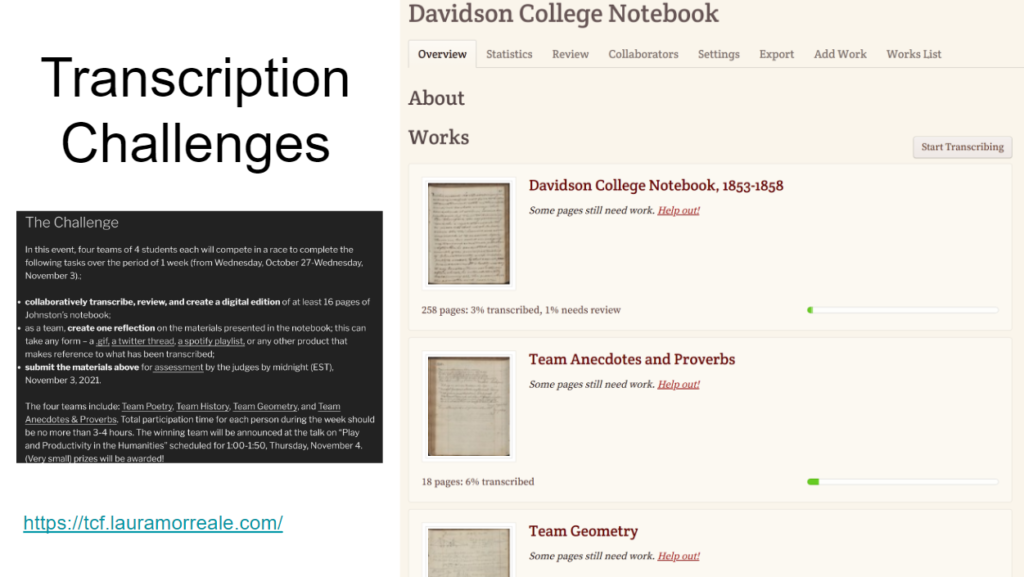 Transcription
Challenges
The Challenge
In this event, four teams of 4 students each will compete in a race to complete the
following tasks over the period of 1 week (from Wednesday, October 27-Wednesday,
November 3).;
• collaboratively transcribe, review, and create a digital edition of at least 16 pages of
Johnston's notebook;
• as a team, create one reflection on the materials presented in the notebook; this can
take any form – a .gif, a twitter thread, a spotify playlist, or any other product that
makes reference to what has been transcribed;
• submit the materials above for assessment by the judges by midnight (EST),
November 3, 2021.
The four teams include: Team Poetry, Team History, Team Geometry, and Team
Anecdotes & Proverbs. Total participation time for each person during the week should
be no more than 3-4 hours. The winning team will be announced at the talk on "Play
and Productivity in the Humanities" scheduled for 1:00-1:50, Thursday, November 4.
(Very small) prizes will be awarded!
https://tcf.lauramorreale.com/
Davidson College Notebook
Overview Statistics Review Collaborators Settings Export Add Work Works List
About
Works
Start Transcribing
Davidson College Notebook, 1853-1858
Some pages still need work. Help out!
258 pages: 3% transcribed, 1% needs review
Team Anecdotes and Proverbs
Some pages still need work. Help out!
18 pages: 6% transcribed
Team Geometry
Some pages still need work. Help out!